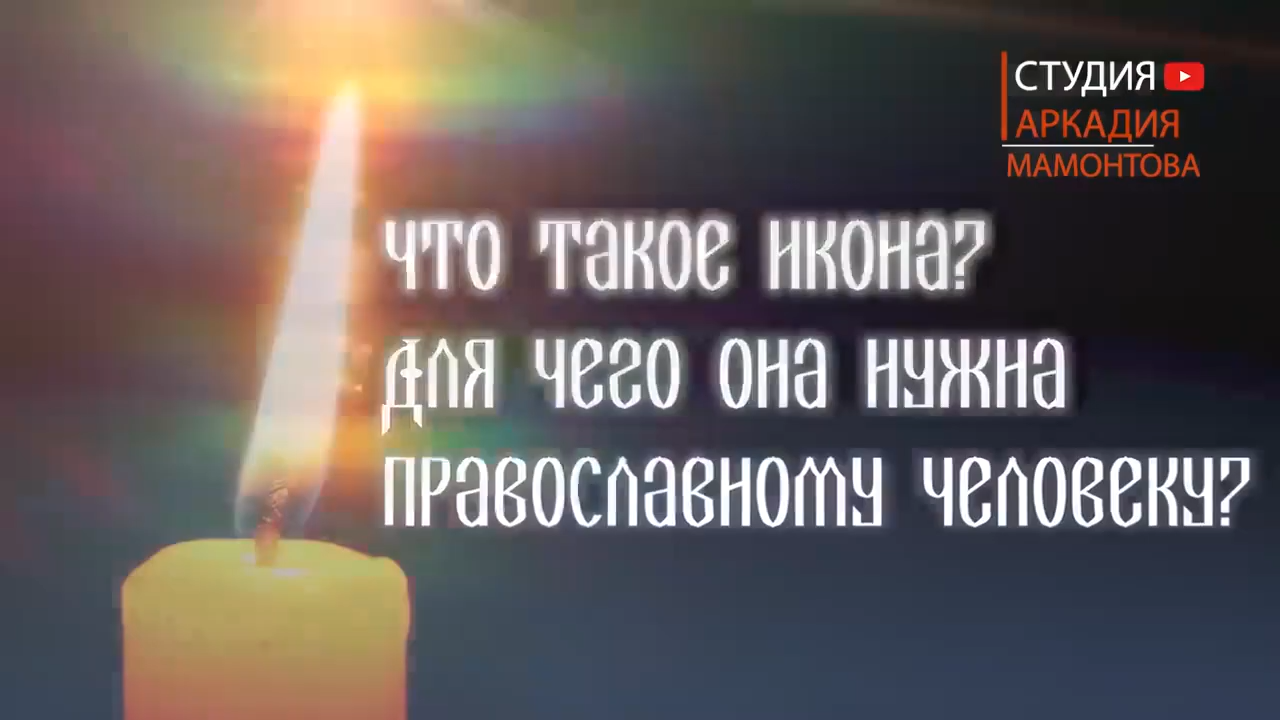 СТУДИЯ
АРКАДИЯ
МАМОНТОВА
ЧТО ТАКОЕ ИКОНА?
ДЛЯ ЧЕГО ОНА НУЖНА
ПРАВОСЛАВНОМУ ЧЕЛОВЕКУ?